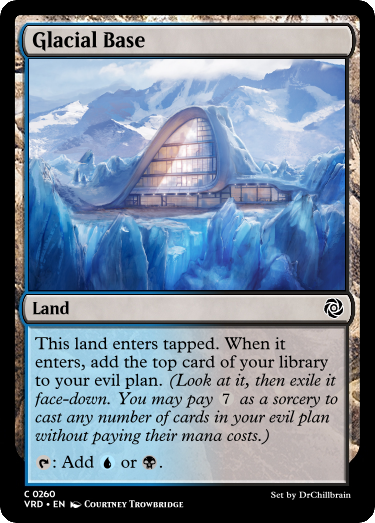 Glacial Base
Land
This land enters tapped. When it
enters, add the top card of your library
to your evil plan. (Look at it, then exile it
face-down. You may pay 7 as a sorcery to
cast any number of cards in your evil plan
without paying their mana costs.)
: Add or .
C 0260
VRD • EN Courtney Trowbridge
Set by DrChillbrain